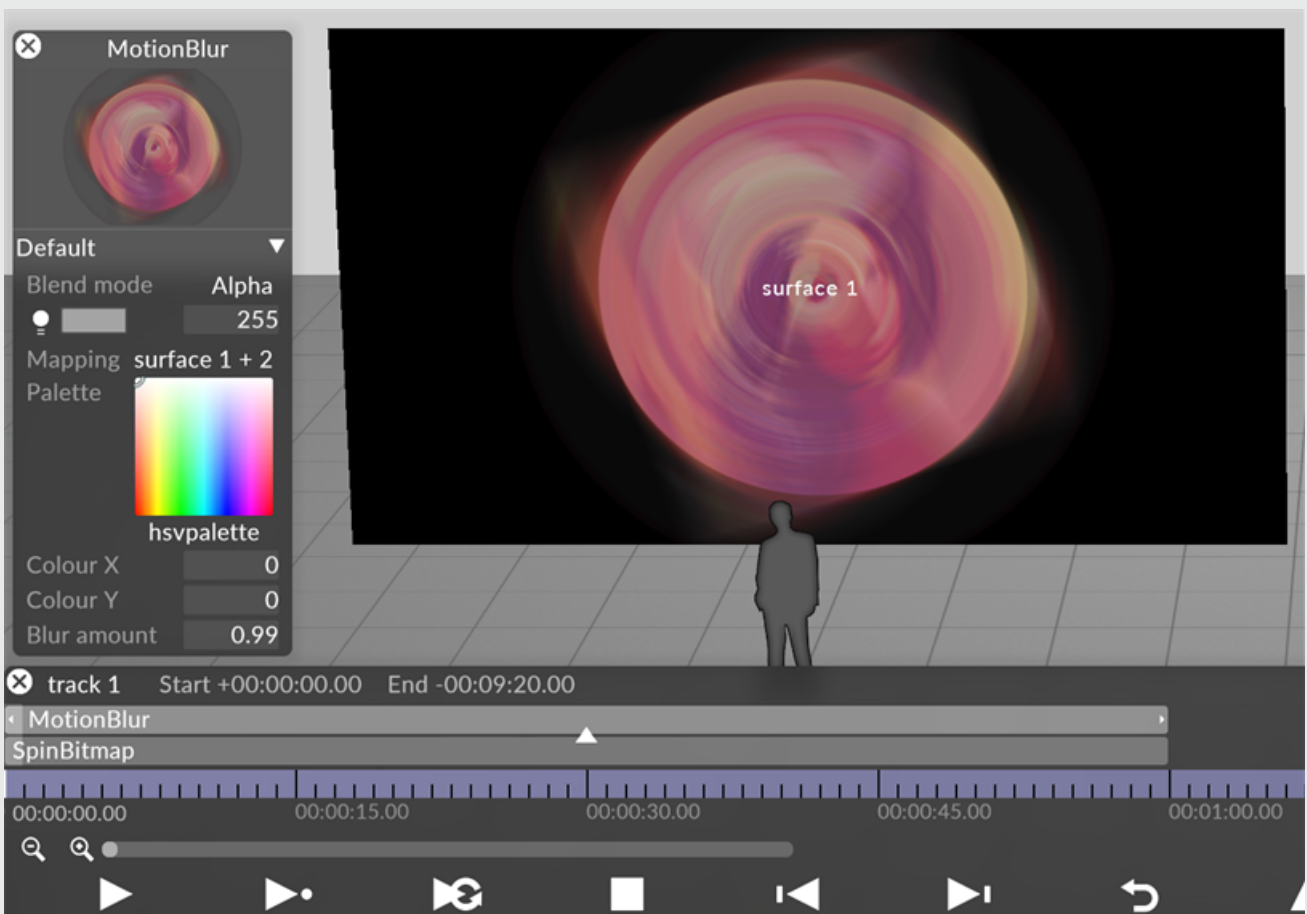 MotionBlur
Default
Blend mode Alpha
255
Mapping surface 1 + 2
Palette
hsvpalette
Colour X 0
Colour Y 0
Blur amount 0.99
surface 1
track 1 Start +00:00:00.00 End -00:09:20.00
MotionBlur
SpinBitmap
00:00:00.00 00:00:15.00 00:00:30.00 00:00:45.00 00:01:00.00